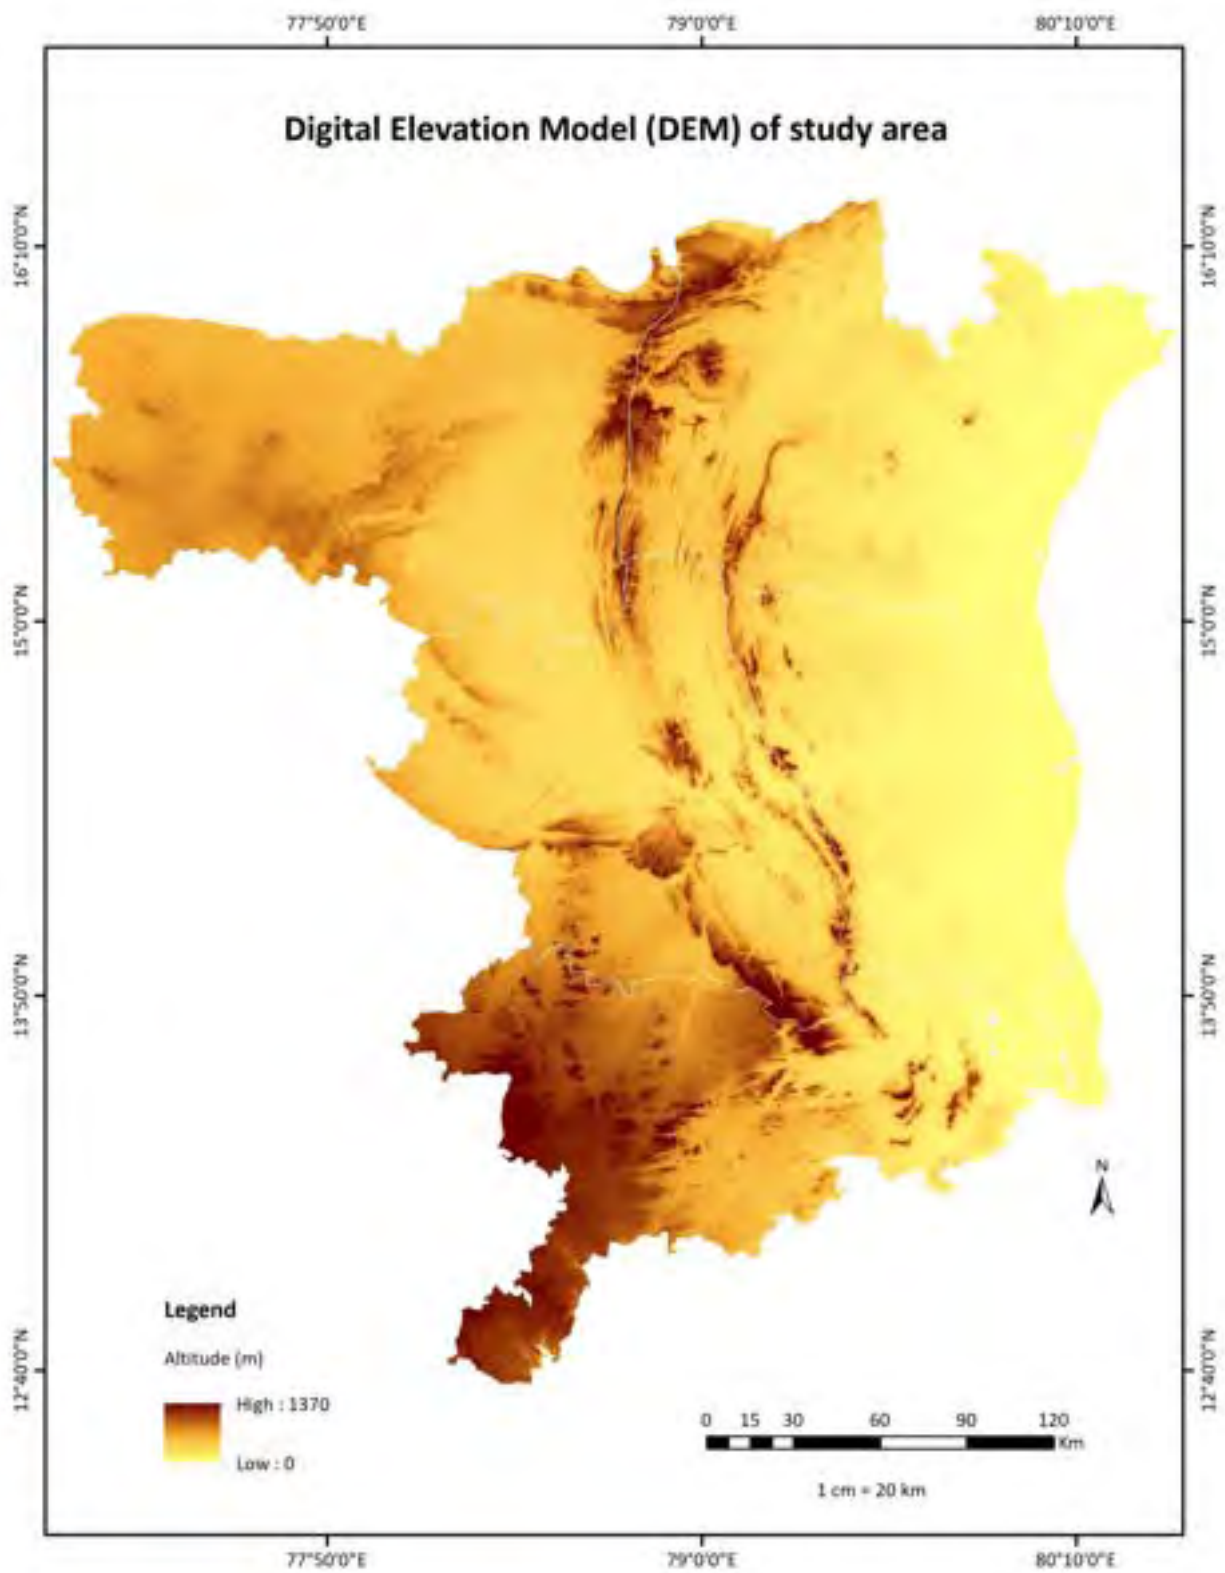 77°50'0"E 79°0'0"E 80°10'0"E
Digital Elevation Model (DEM) of study area
16°10'0"N 16°10'0"N
15°0'0"N 15°0'0"N
13°50'0"N 13°50'0"N
N
Legend
Altitude (m)
12°40'0"N 12°40'0"N
High : 1370
Low : 0
0 15 30 60 90 120
Km
1 cm = 20 km
77°50'0"E 79°0'0"E 80°10'0"E